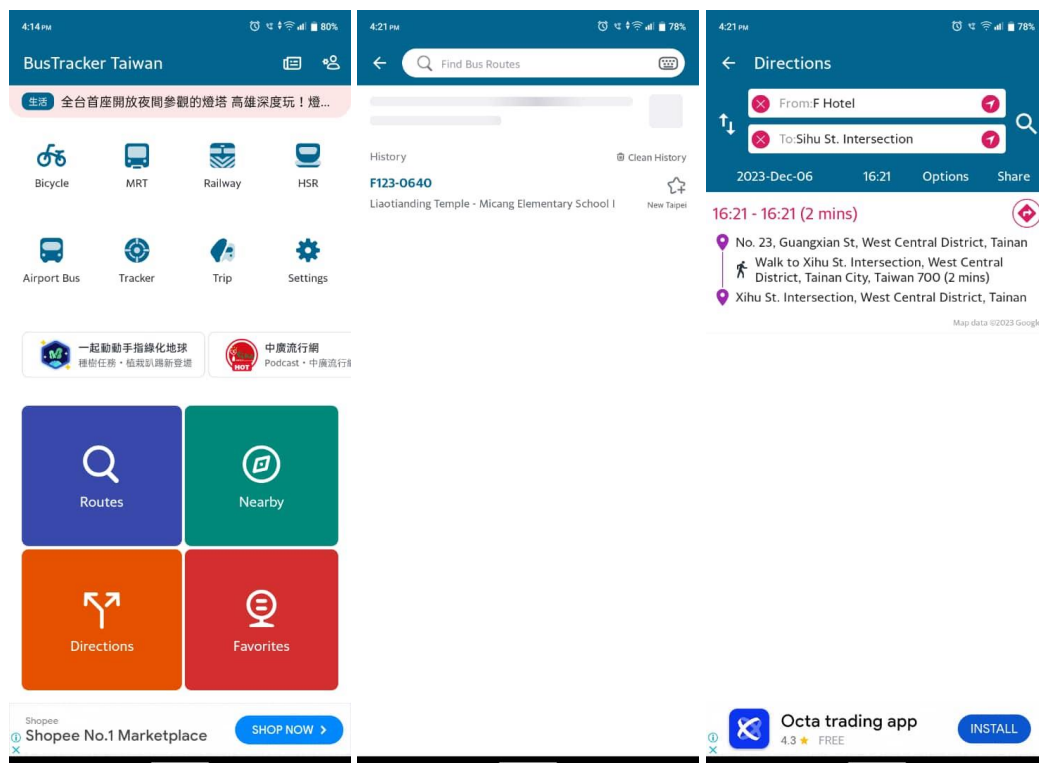 4:14 PM
80%
BusTracker Taiwan
生活 全台首座開放夜間參觀的燈塔 高雄深度玩！燈...
Bicycle
MRT
Railway
HSR
Airport Bus
Tracker
Trip
Settings
一起動動手指綠化地球
種樹任務・植栽趴踢新登場
HOT
中廣流行網
Podcast・中廣流行
Routes
Nearby
Directions
Favorites
Shopee
Shopee No.1 Marketplace
SHOP NOW
4:21 PM
78%
Find Bus Routes
History
Clean History
F123-0640
Liaotianding Temple - Micang Elementary School I
New Taipei
4:21 PM
78%
Directions
From:F Hotel
To:Sihu St. Intersection
2023-Dec-06 16:21 Options Share
16:21 - 16:21 (2 mins)
No. 23, Guangxian St, West Central District, Tainan
Walk to Xihu St. Intersection, West Central
District, Tainan City, Taiwan 700 (2 mins)
Xihu St. Intersection, West Central District, Tainan
Map data ©2023 Google
Octa trading app
4.3 ★ FREE
INSTALL